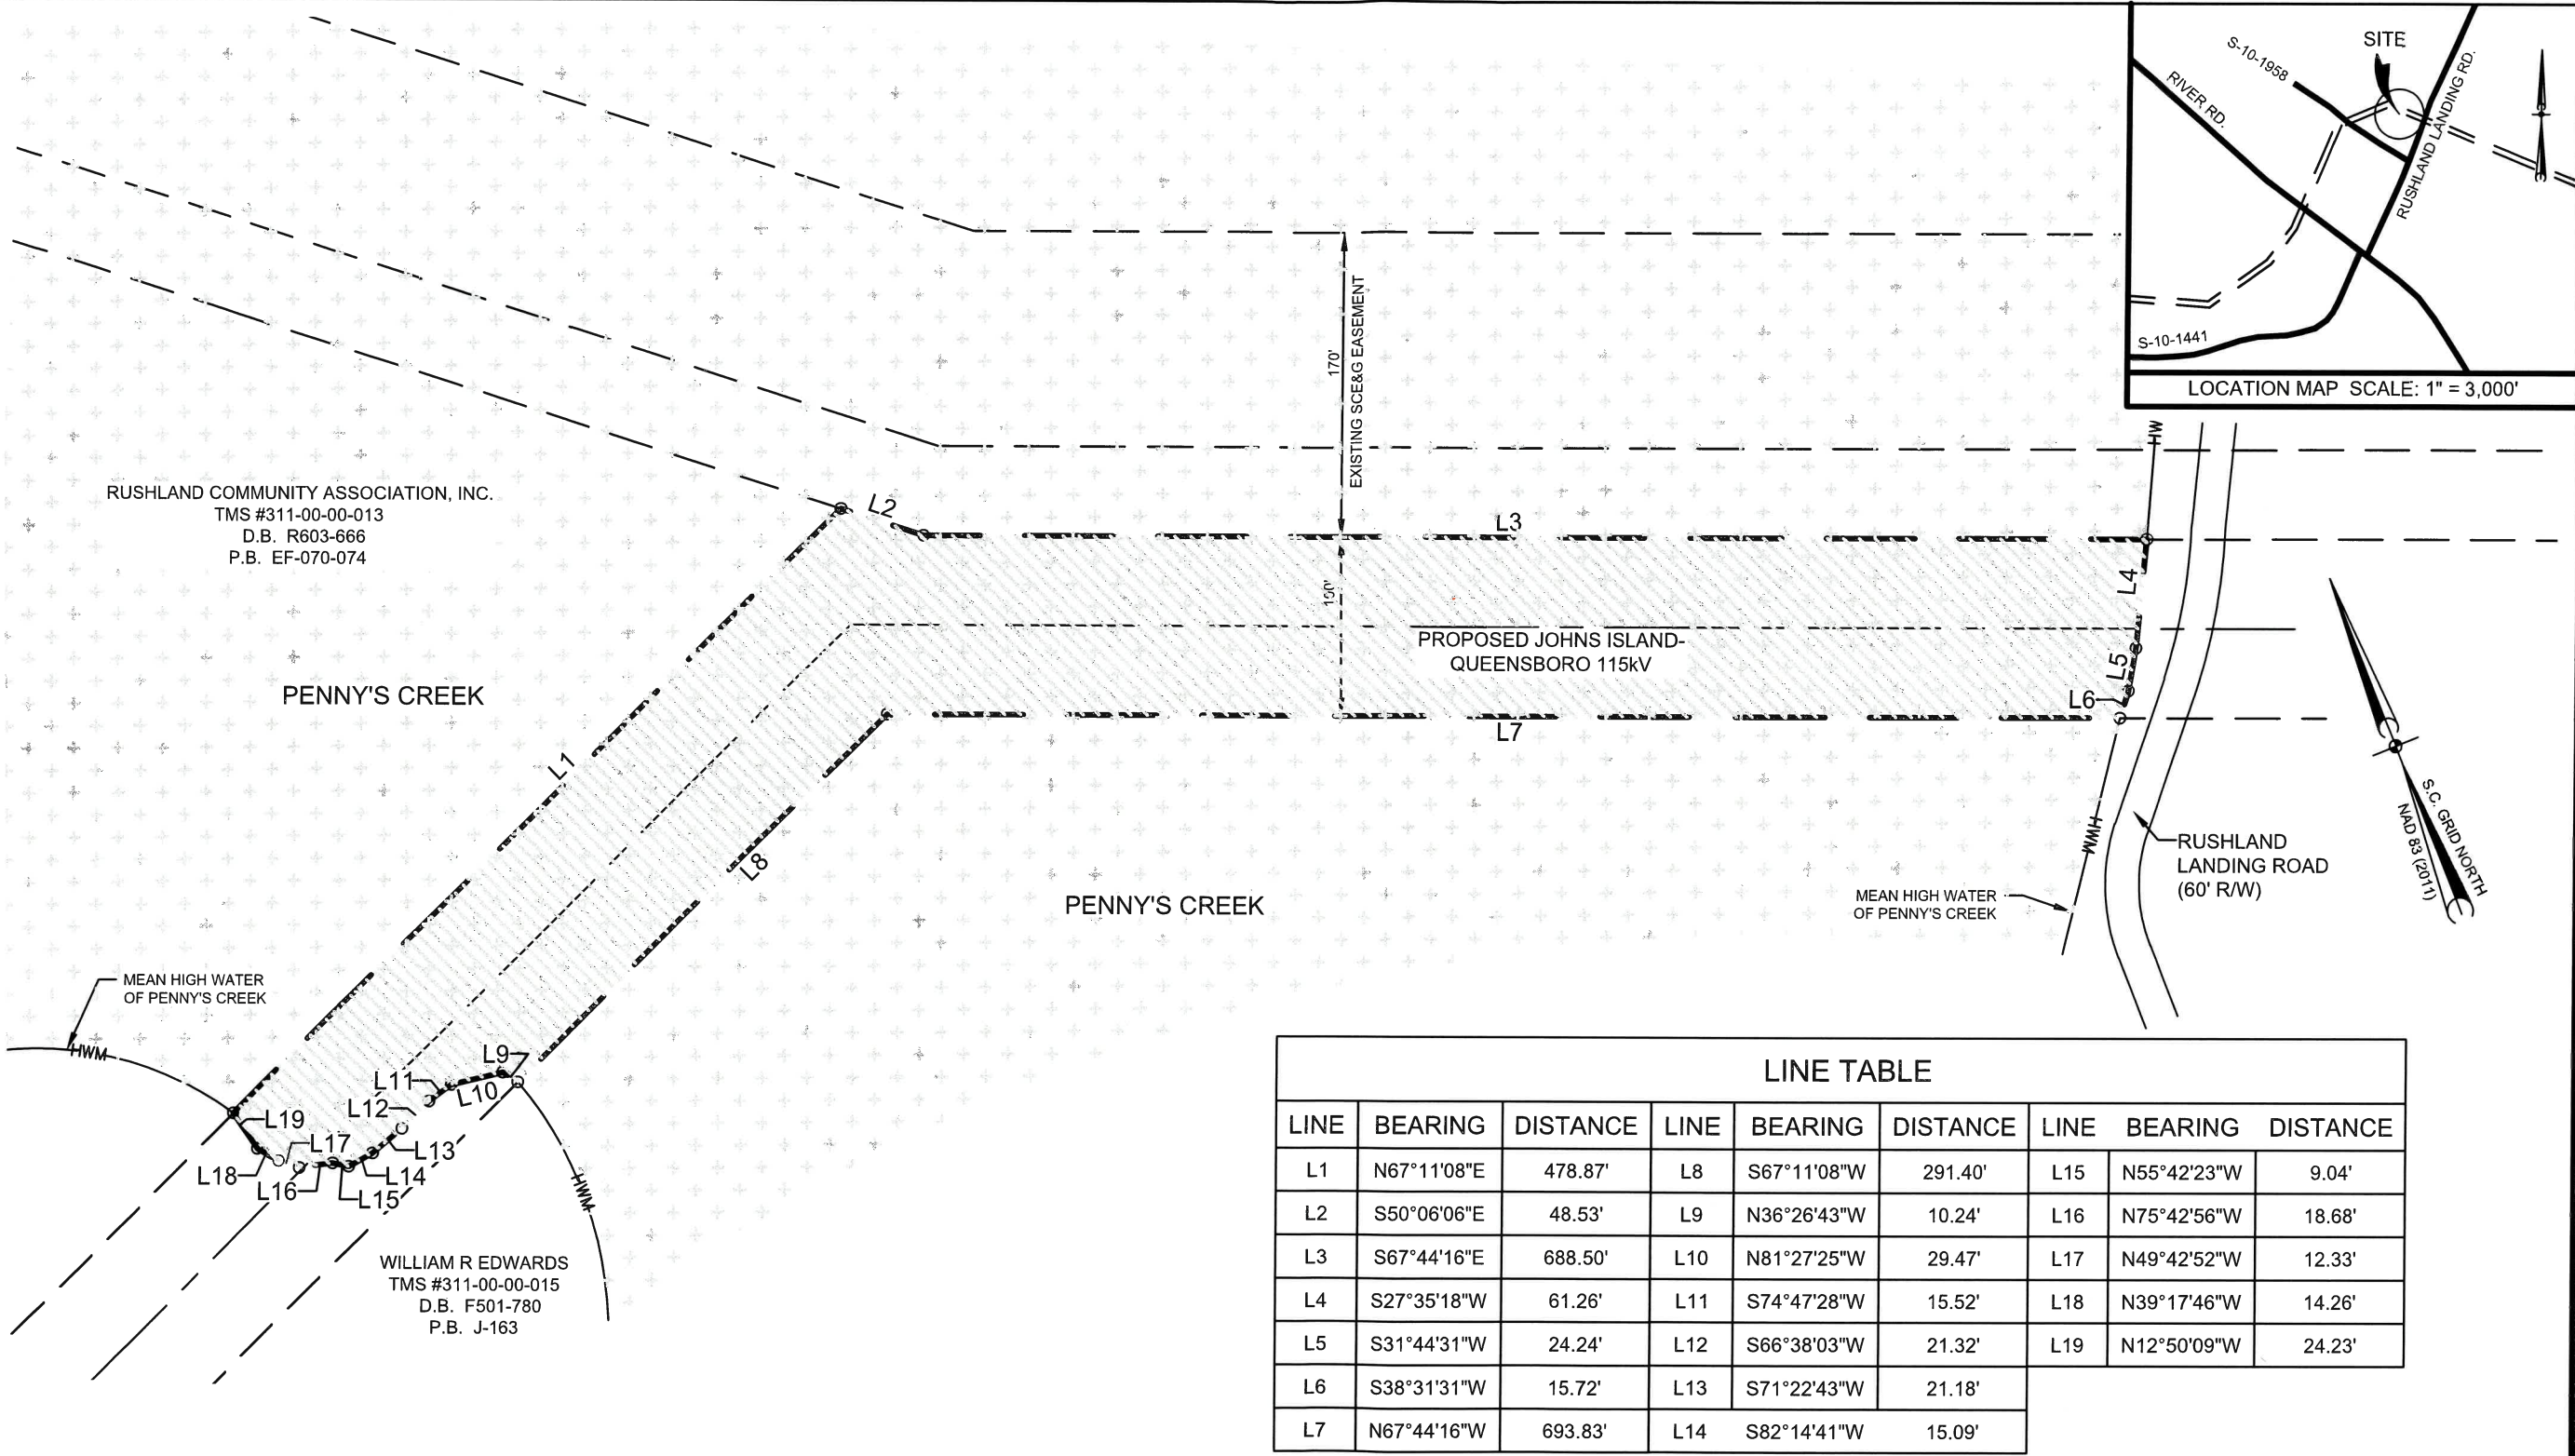 SITE
S-10-1958
RIVER RD.
RUSHLAND LANDING RD.
S-10-1441
LOCATION MAP SCALE: 1" = 3,000'
170'
EXISTING SCE&G EASEMENT
HW
RUSHLAND COMMUNITY ASSOCIATION, INC.
TMS #311-00-00-013
D.B. R603-666
P.B. EF-070-074
L2
L3
L4
100'
PROPOSED JOHNS ISLAND-
QUEENSBORO 115kV
L5
L6
L7
PENNY'S CREEK
L1
L8
PENNY'S CREEK
HWM
MEAN HIGH WATER
OF PENNY'S CREEK
RUSHLAND
LANDING ROAD
(60' R/W)
S.C. GRID NORTH
NAD 83 (2011)
MEAN HIGH WATER
OF PENNY'S CREEK
HWM
L9
L11
L10
L12
L19
L17
L13
L18
L14
L16
L15
HWM
WILLIAM R EDWARDS
TMS #311-00-00-015
D.B. F501-780
P.B. J-163
LINE TABLE
LINE BEARING DISTANCE LINE BEARING DISTANCE LINE BEARING DISTANCE
L1 N67°11'08"E 478.87' L8 S67°11'08"W 291.40' L15 N55°42'23"W 9.04'
L2 S50°06'06"E 48.53' L9 N36°26'43"W 10.24' L16 N75°42'56"W 18.68'
L3 S67°44'16"E 688.50' L10 N81°27'25"W 29.47' L17 N49°42'52"W 12.33'
L4 S27°35'18"W 61.26' L11 S74°47'28"W 15.52' L18 N39°17'46"W 14.26'
L5 S31°44'31"W 24.24' L12 S66°38'03"W 21.32' L19 N12°50'09"W 24.23'
L6 S38°31'31"W 15.72' L13 S71°22'43"W 21.18'
L7 N67°44'16"W 693.83' L14 S82°14'41"W 15.09'